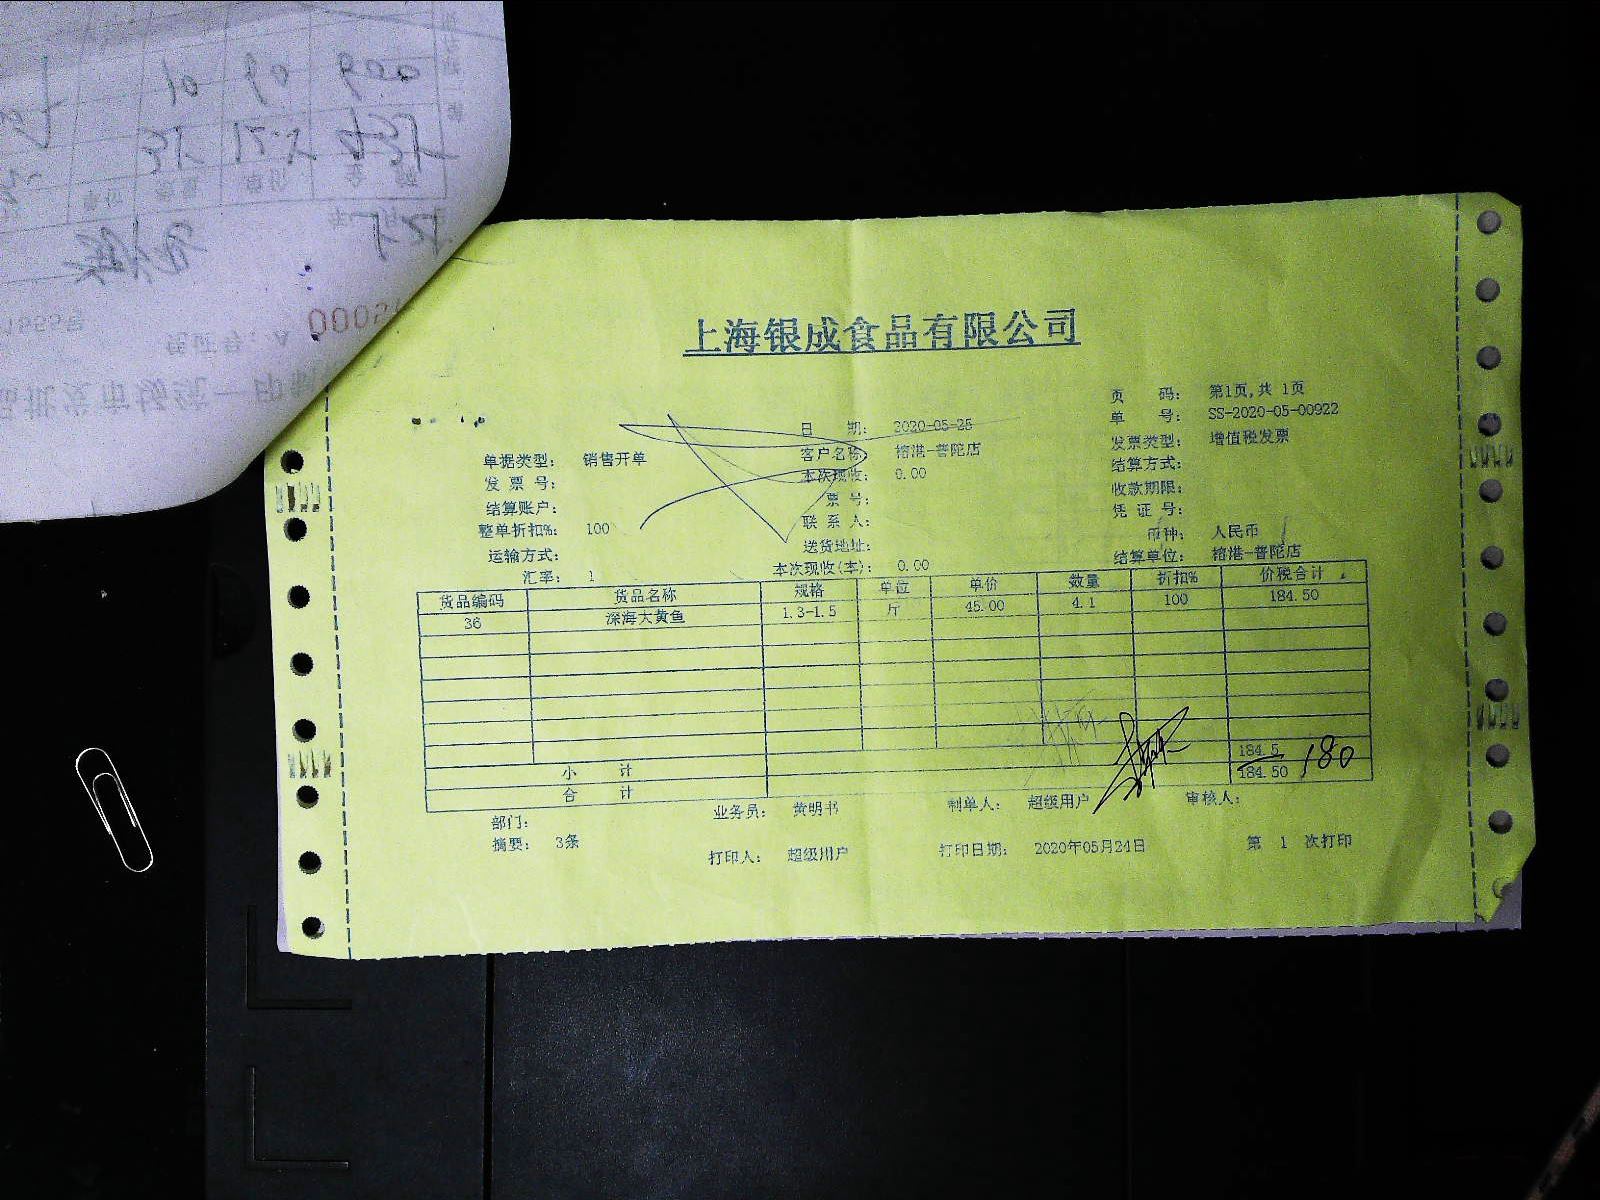 上海银成食品有限公司
页 码： 第1页,共 1页
日 期： 2020-05-25 单 号： SS-2020-05-00922
单据类型： 销售开单 客户名称： 榕港-普陀店 发票类型： 增值税发票
发 票 号： 本次现收： 0.00 结算方式：
结算账户： 票 号： 收款期限：
整单折扣%： 100 联 系 人： 凭 证 号：
运输方式： 送货地址： 币种： 人民币
汇率： 1 本次现收(本)： 0.00 结算单位： 榕港-普陀店
货品编码 货品名称 规格 单位 单价 数量 折扣% 价税合计
36 深海大黄鱼 1.3-1.5 斤 45.00 4.1 100 184.50
小 计 184.5
合 计 184.50 180
部门： 业务员： 黄明书 制单人： 超级用户 审核人：
摘要： 3条 打印人： 超级用户 打印日期： 2020年05月24日 第 1 次打印